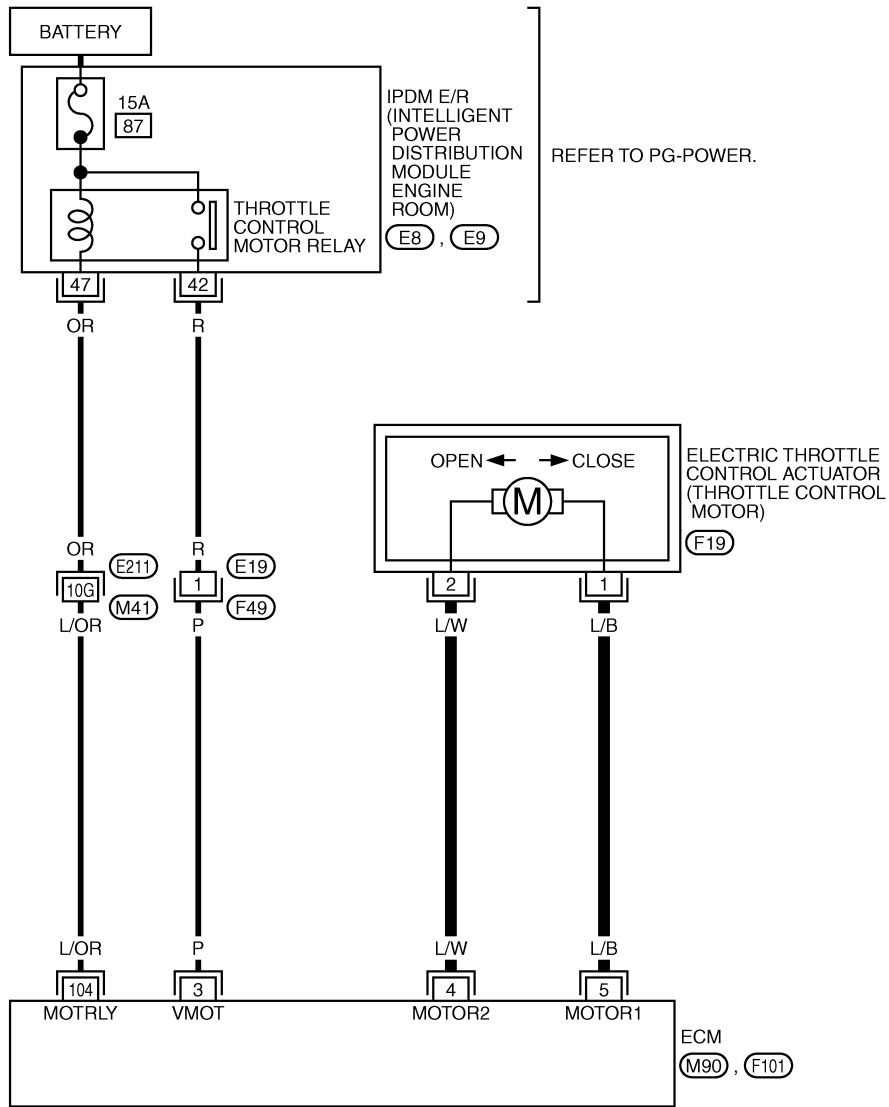 BATTERY
15A
87
IPDM E/R
(INTELLIGENT
POWER
DISTRIBUTION
MODULE
ENGINE
ROOM)
E8 , E9
REFER TO PG-POWER.
THROTTLE
CONTROL
MOTOR RELAY
47 42
OR R
OPEN CLOSE
M
ELECTRIC THROTTLE
CONTROL ACTUATOR
(THROTTLE CONTROL
MOTOR)
F19
OR R
E211 E19
10G 1
M41 F49
2 1
L/OR P L/W L/B
L/OR P L/W L/B
104 3 4 5
MOTRLY VMOT MOTOR2 MOTOR1
ECM
M90 , F101